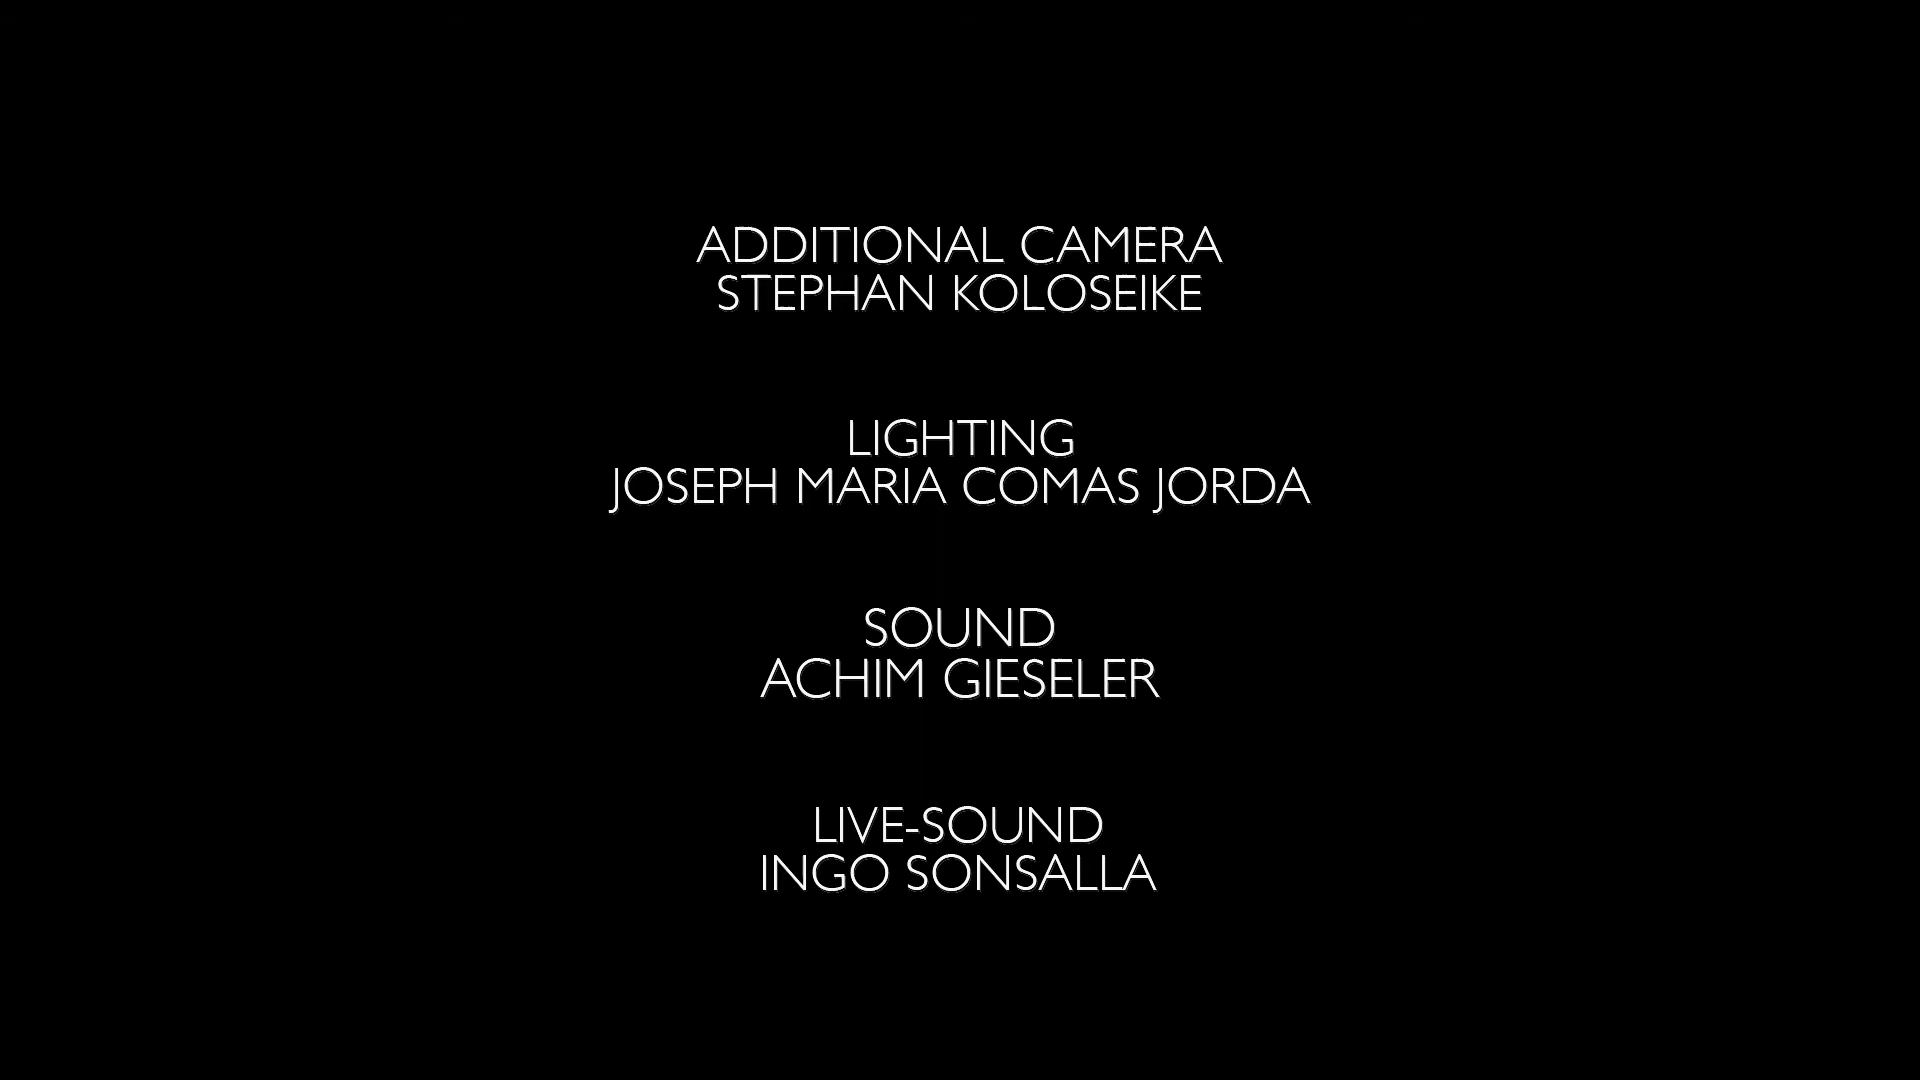 ADDITIONAL CAMERA
STEPHAN KOLOSEIKE
LIGHTING
JOSEPH MARIA COMAS JORDA
SOUND
ACHIM GIESELER
LIVE-SOUND
INGO SONSALLA